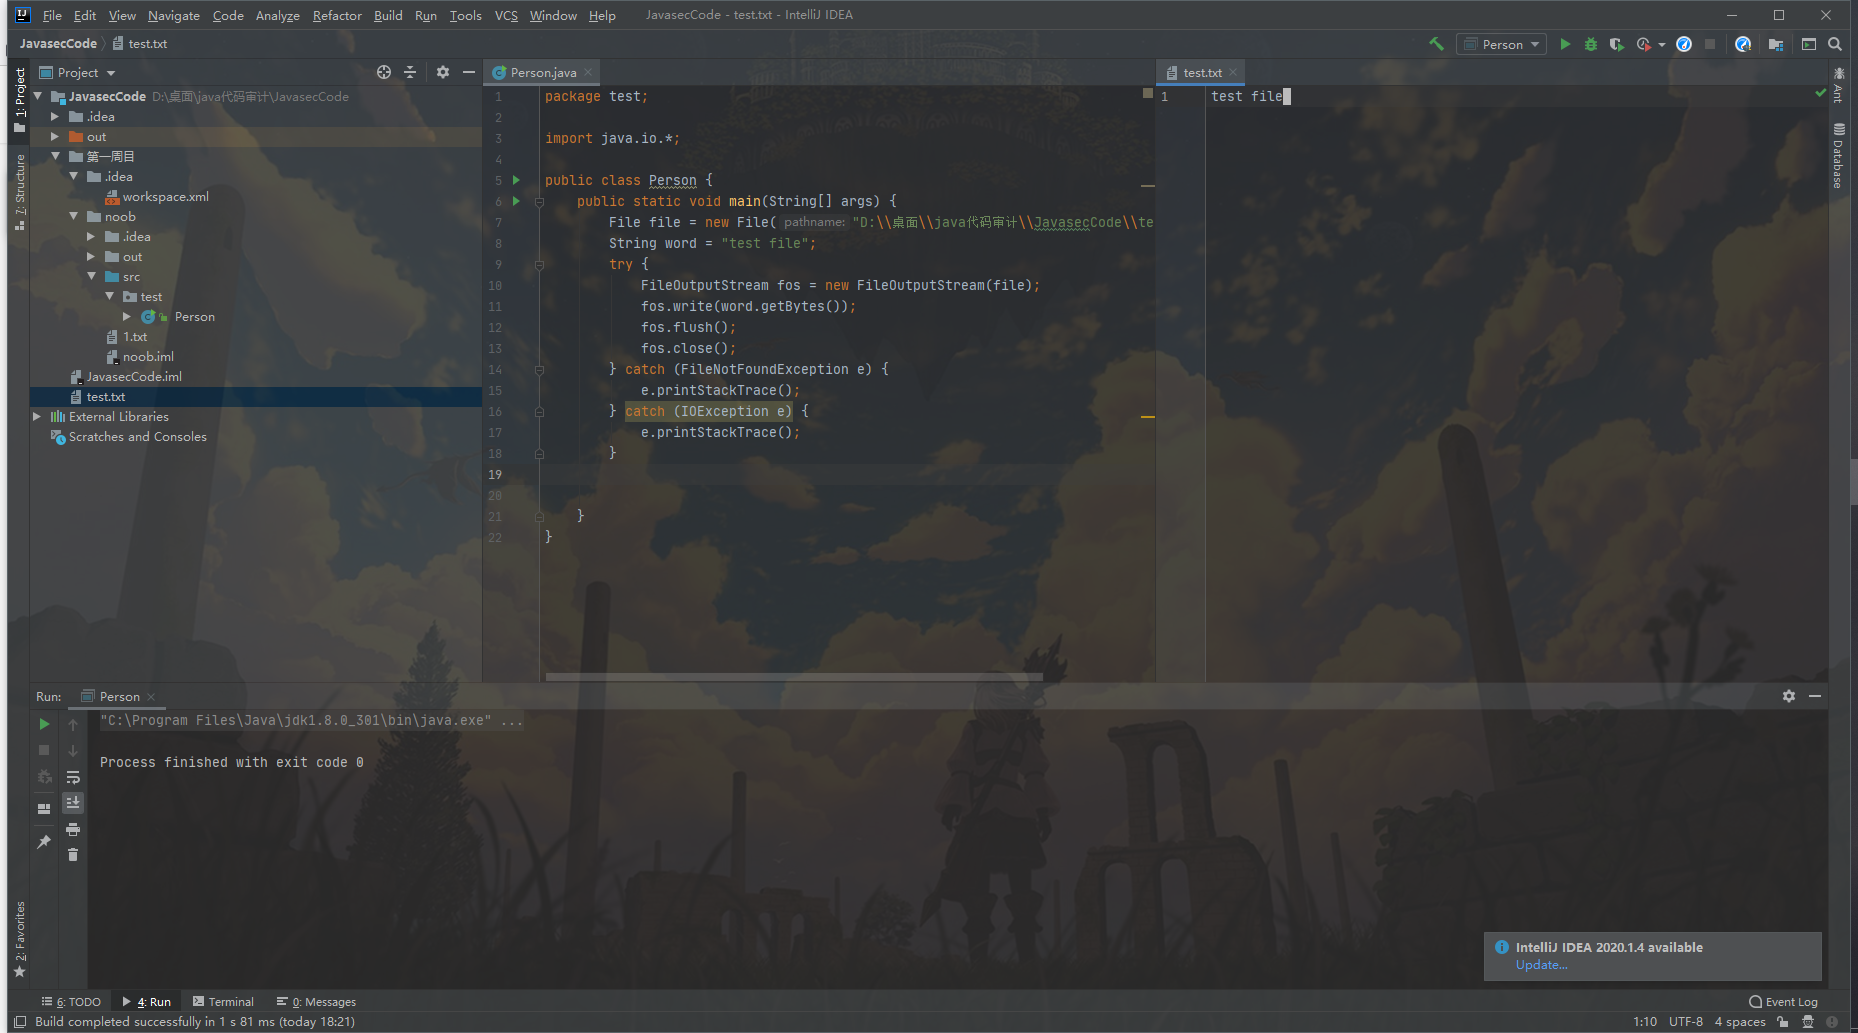 File Edit View Navigate Code Analyze Refactor Build Run Tools VCS Window Help JavasecCode - test.txt - IntelliJ IDEA
JavasecCode test.txt Person
1: Project
7: Structure
2: Favorites
Project
JavasecCode D:\桌面\java代码审计\JavasecCode
.idea
out
第一周目
.idea
workspace.xml
noob
.idea
out
src
test
Person
1.txt
noob.iml
JavasecCode.iml
test.txt
External Libraries
Scratches and Consoles
Person.java
1 package test;
2
3 import java.io.*;
4
5 public class Person {
6 public static void main(String[] args) {
7 File file = new File( pathname: "D:\\桌面\\java代码审计\\JavasecCode\\te
8 String word = "test file";
9 try {
10 FileOutputStream fos = new FileOutputStream(file);
11 fos.write(word.getBytes());
12 fos.flush();
13 fos.close();
14 } catch (FileNotFoundException e) {
15 e.printStackTrace();
16 } catch (IOException e) {
17 e.printStackTrace();
18 }
19
20
21 }
22 }
test.txt
1 test file
Ant
Database
Run: Person
"C:\Program Files\Java\jdk1.8.0_301\bin\java.exe" ...
Process finished with exit code 0
IntelliJ IDEA 2020.1.4 available
Update...
6: TODO 4: Run Terminal 0: Messages Event Log
Build completed successfully in 1 s 81 ms (today 18:21) 1:10 UTF-8 4 spaces